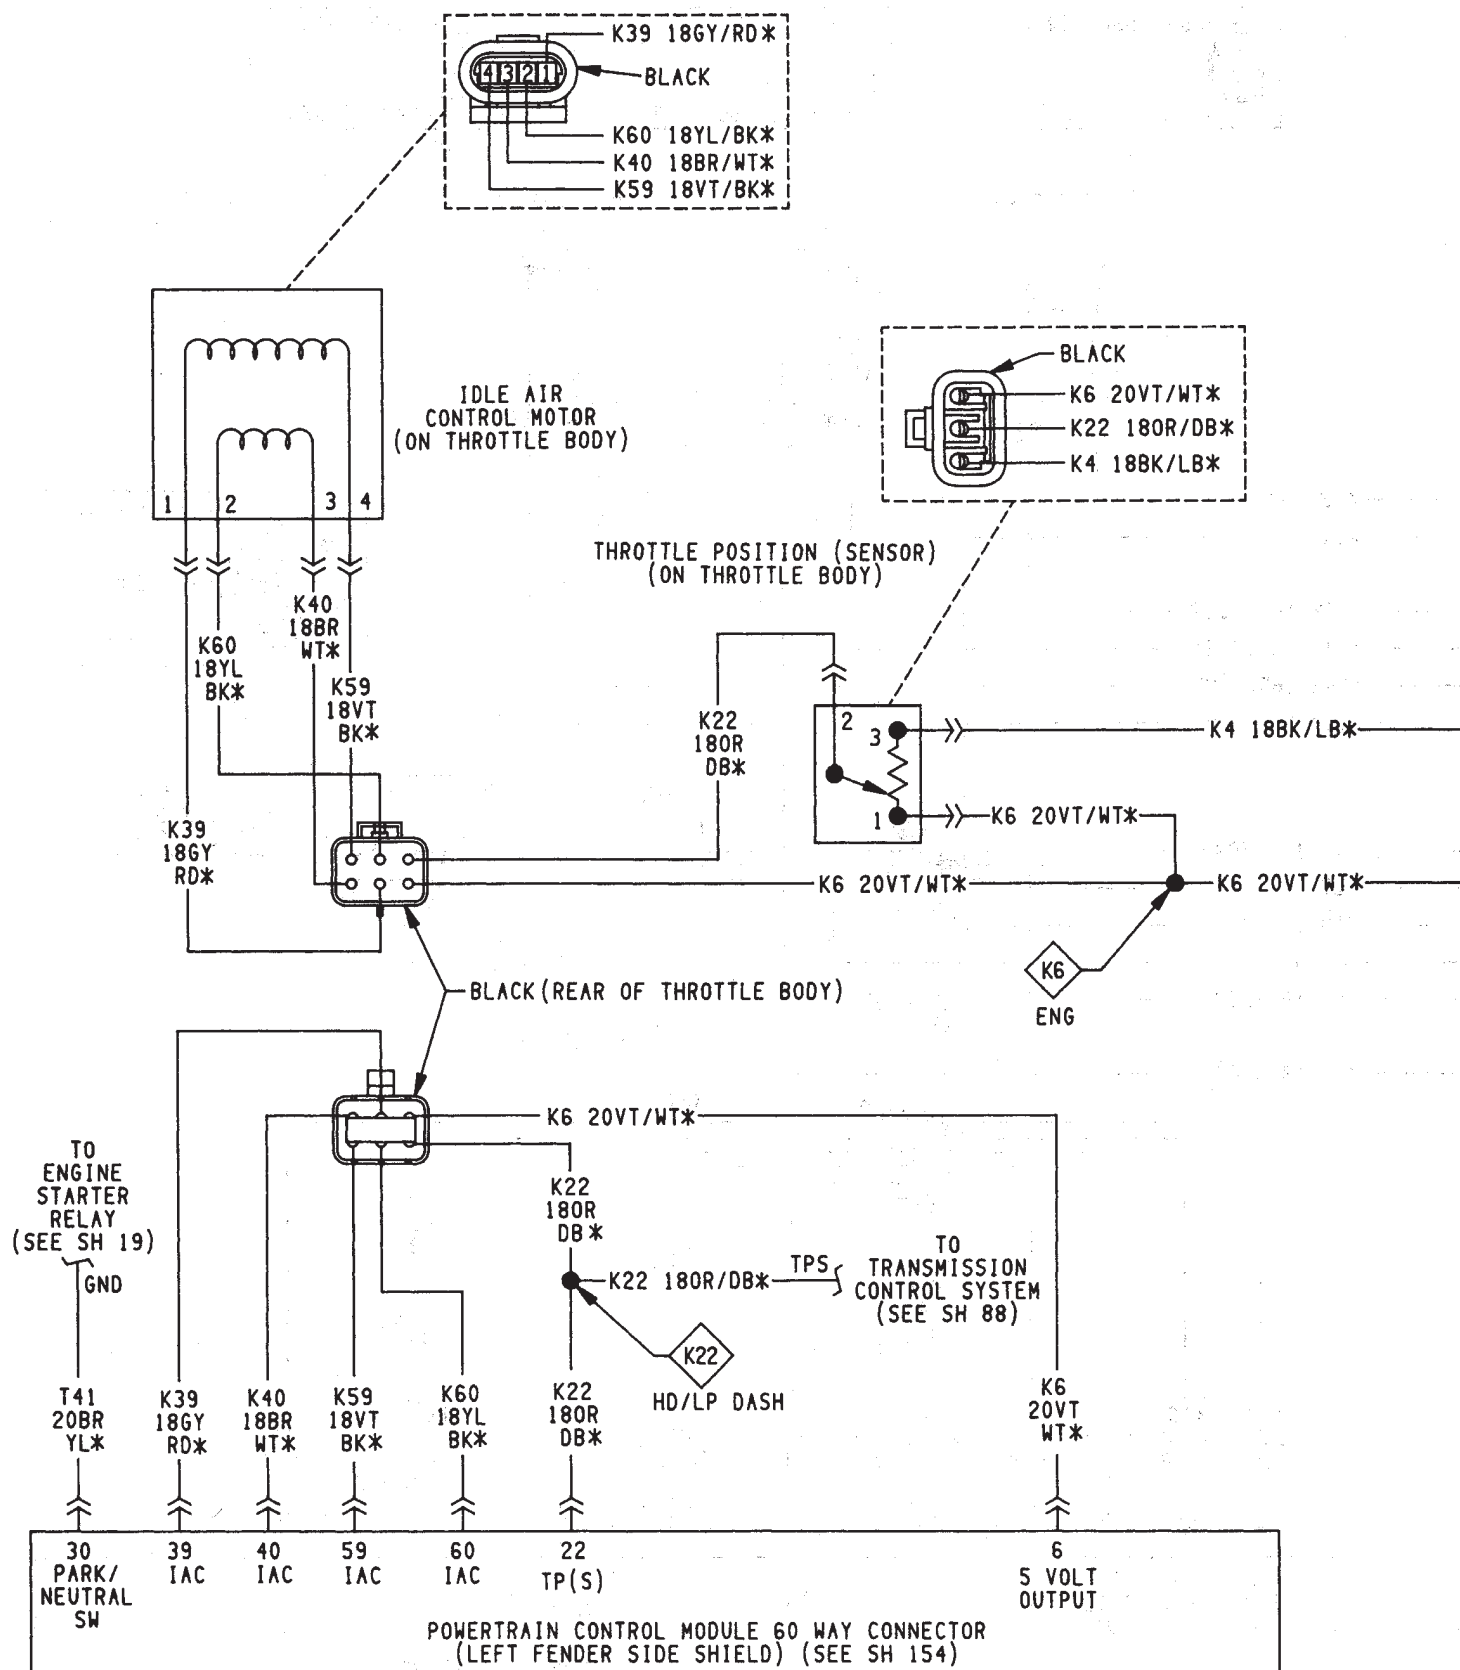 K39 18GY/RD*
4 3 2 1
BLACK
K60 18YL/BK*
K40 18BR/WT*
K59 18VT/BK*
IDLE AIR
CONTROL MOTOR
(ON THROTTLE BODY)
1 2 3 4
BLACK
K6 20VT/WT*
K22 18OR/DB*
K4 18BK/LB*
THROTTLE POSITION (SENSOR)
(ON THROTTLE BODY)
K40
18BR
WT*
K60
18YL
BK*
K59
18VT
BK*
K39
18GY
RD*
K22
18OR
DB*
2
3
1
K4 18BK/LB*
K6 20VT/WT*
K6 20VT/WT*
K6 20VT/WT*
K6
ENG
BLACK(REAR OF THROTTLE BODY)
K6 20VT/WT*
TO
ENGINE
STARTER
RELAY
(SEE SH 19)
GND
K22
18OR
DB*
K22 18OR/DB*
TPS
TO
TRANSMISSION
CONTROL SYSTEM
(SEE SH 88)
K22
HD/LP DASH
T41
20BR
YL*
K39
18GY
RD*
K40
18BR
WT*
K59
18VT
BK*
K60
18YL
BK*
K22
18OR
DB*
K6
20VT
WT*
30
PARK/
NEUTRAL
SW
39
IAC
40
IAC
59
IAC
60
IAC
22
TP(S)
6
5 VOLT
OUTPUT
POWERTRAIN CONTROL MODULE 60 WAY CONNECTOR
(LEFT FENDER SIDE SHIELD) (SEE SH 154)